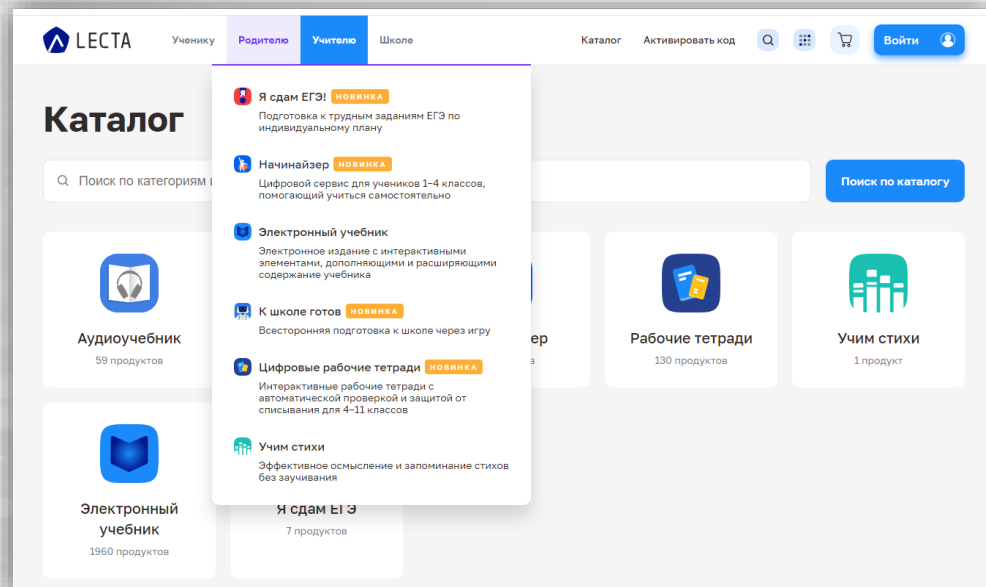 LECTA
Ученику
Родителю
Учителю
Школе
Каталог
Активировать код
Войти
Каталог
Поиск по категориям
Поиск по каталогу
Я сдам ЕГЭ! НОВИНКА
Подготовка к трудным заданиям ЕГЭ по
индивидуальному плану
Начинайзер НОВИНКА
Цифровой сервис для учеников 1–4 классов,
помогающий учиться самостоятельно
Электронный учебник
Электронное издание с интерактивными
элементами, дополняющими и расширяющими
содержание учебника
К школе готов НОВИНКА
Всесторонняя подготовка к школе через игру
Цифровые рабочие тетради НОВИНКА
Интерактивные рабочие тетради с
автоматической проверкой и защитой от
списывания для 4–11 классов
Учим стихи
Эффективное осмысление и запоминание стихов
без заучивания
Аудиоучебник
59 продуктов
ер
Рабочие тетради
130 продуктов
Учим стихи
1 продукт
Электронный
учебник
1960 продуктов
Я сдам ЕГЭ
7 продуктов